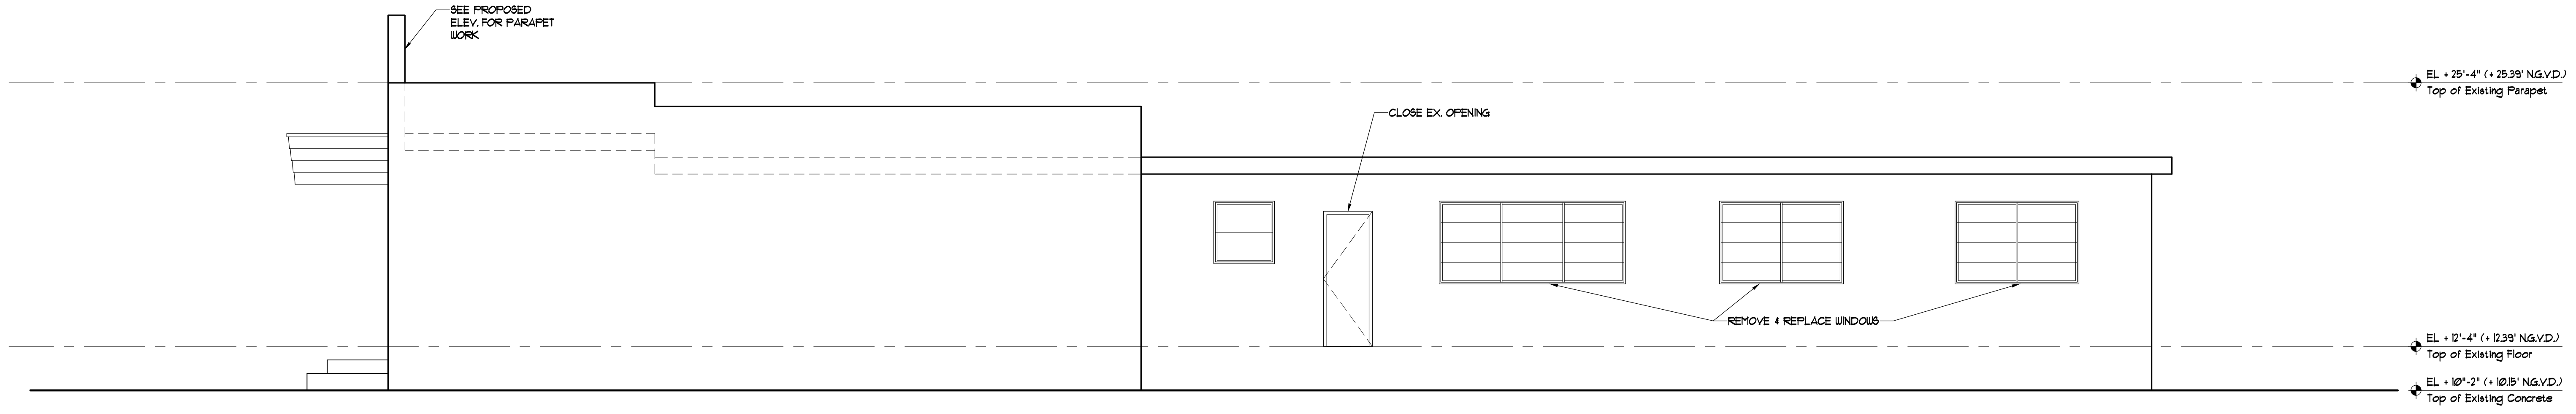 SEE PROPOSED
ELEV. FOR PARAPET
WORK
EL + 25'-4" (+ 25.39' N.G.V.D.)
Top of Existing Parapet
CLOSE EX. OPENING
REMOVE & REPLACE WINDOWS
EL + 12'-4" (+ 12.39' N.G.V.D.)
Top of Existing Floor
EL + 10"-2" (+ 10.15' N.G.V.D.)
Top of Existing Concrete